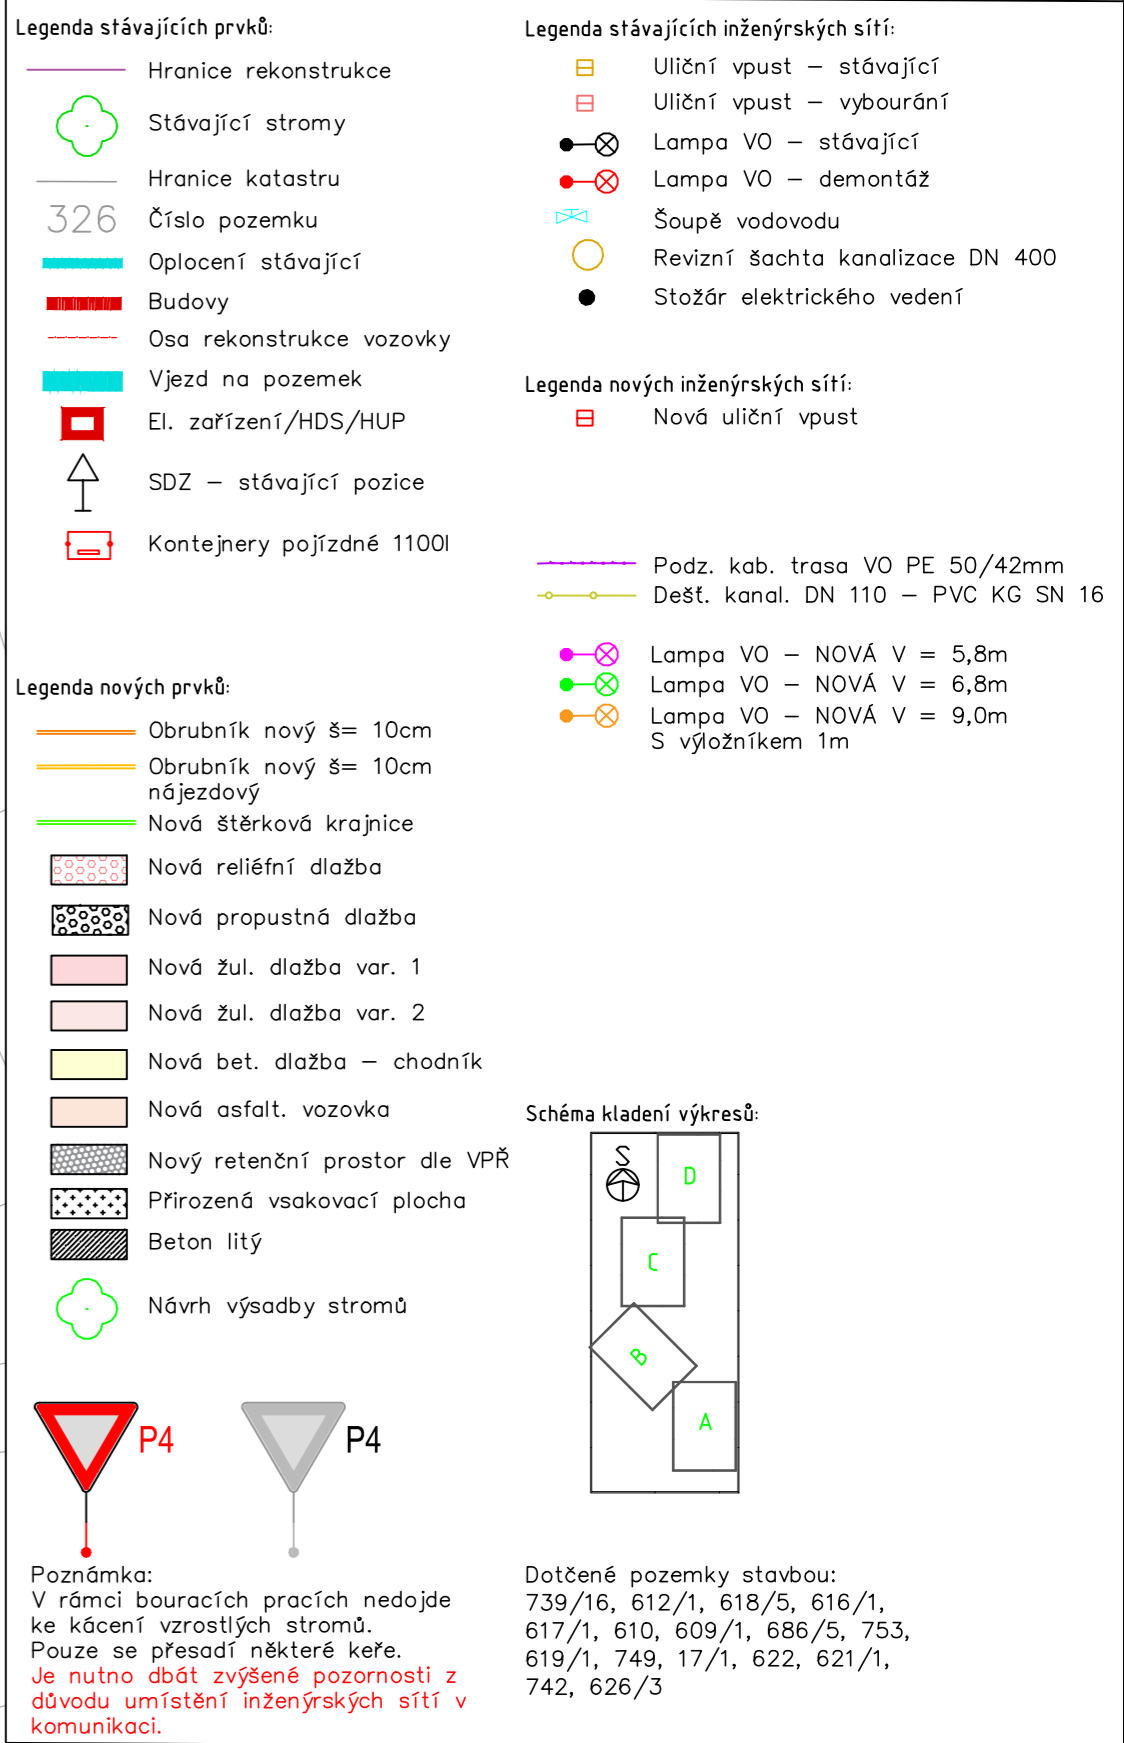 Legenda stávajících prvků:
Hranice rekonstrukce
Stávající stromy
Hranice katastru
326 Číslo pozemku
Oplocení stávající
Budovy
Osa rekonstrukce vozovky
Vjezd na pozemek
El. zařízení/HDS/HUP
SDZ – stávající pozice
Kontejnery pojízdné 1100l
Legenda nových prvků:
Obrubník nový š= 10cm
Obrubník nový š= 10cm
nájezdový
Nová štěrková krajnice
Nová reliéfní dlažba
Nová propustná dlažba
Nová žul. dlažba var. 1
Nová žul. dlažba var. 2
Nová bet. dlažba – chodník
Nová asfalt. vozovka
Nový retenční prostor dle VPŘ
Přirozená vsakovací plocha
Beton litý
Návrh výsadby stromů
P4 P4
Poznámka:
V rámci bouracích pracích nedojde
ke kácení vzrostlých stromů.
Pouze se přesadí některé keře.
Je nutno dbát zvýšené pozornosti z
důvodu umístění inženýrských sítí v
komunikaci.
Legenda stávajících inženýrských sítí:
Uliční vpust – stávající
Uliční vpust – vybourání
Lampa VO – stávající
Lampa VO – demontáž
Šoupě vodovodu
Revizní šachta kanalizace DN 400
Stožár elektrického vedení
Legenda nových inženýrských sítí:
Nová uliční vpust
Podz. kab. trasa VO PE 50/42mm
Dešť. kanal. DN 110 – PVC KG SN 16
Lampa VO – NOVÁ V = 5,8m
Lampa VO – NOVÁ V = 6,8m
Lampa VO – NOVÁ V = 9,0m
S výložníkem 1m
Schéma kladení výkresů:
S
D
C
B
A
Dotčené pozemky stavbou:
739/16, 612/1, 618/5, 616/1,
617/1, 610, 609/1, 686/5, 753,
619/1, 749, 17/1, 622, 621/1,
742, 626/3